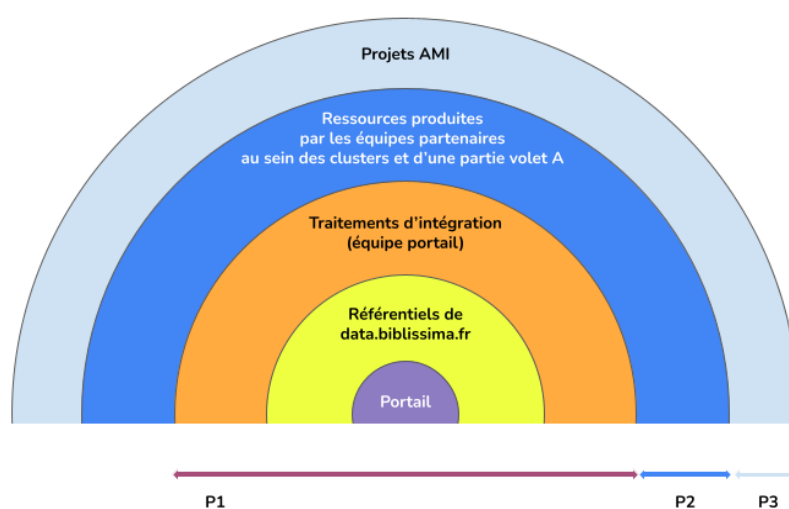 Projets AMI
Ressources produites
par les équipes partenaires
au sein des clusters et d'une partie volet A
Traitements d'intégration
(équipe portail)
Référentiels de
data.biblissima.fr
Portail
P1
P2
P3